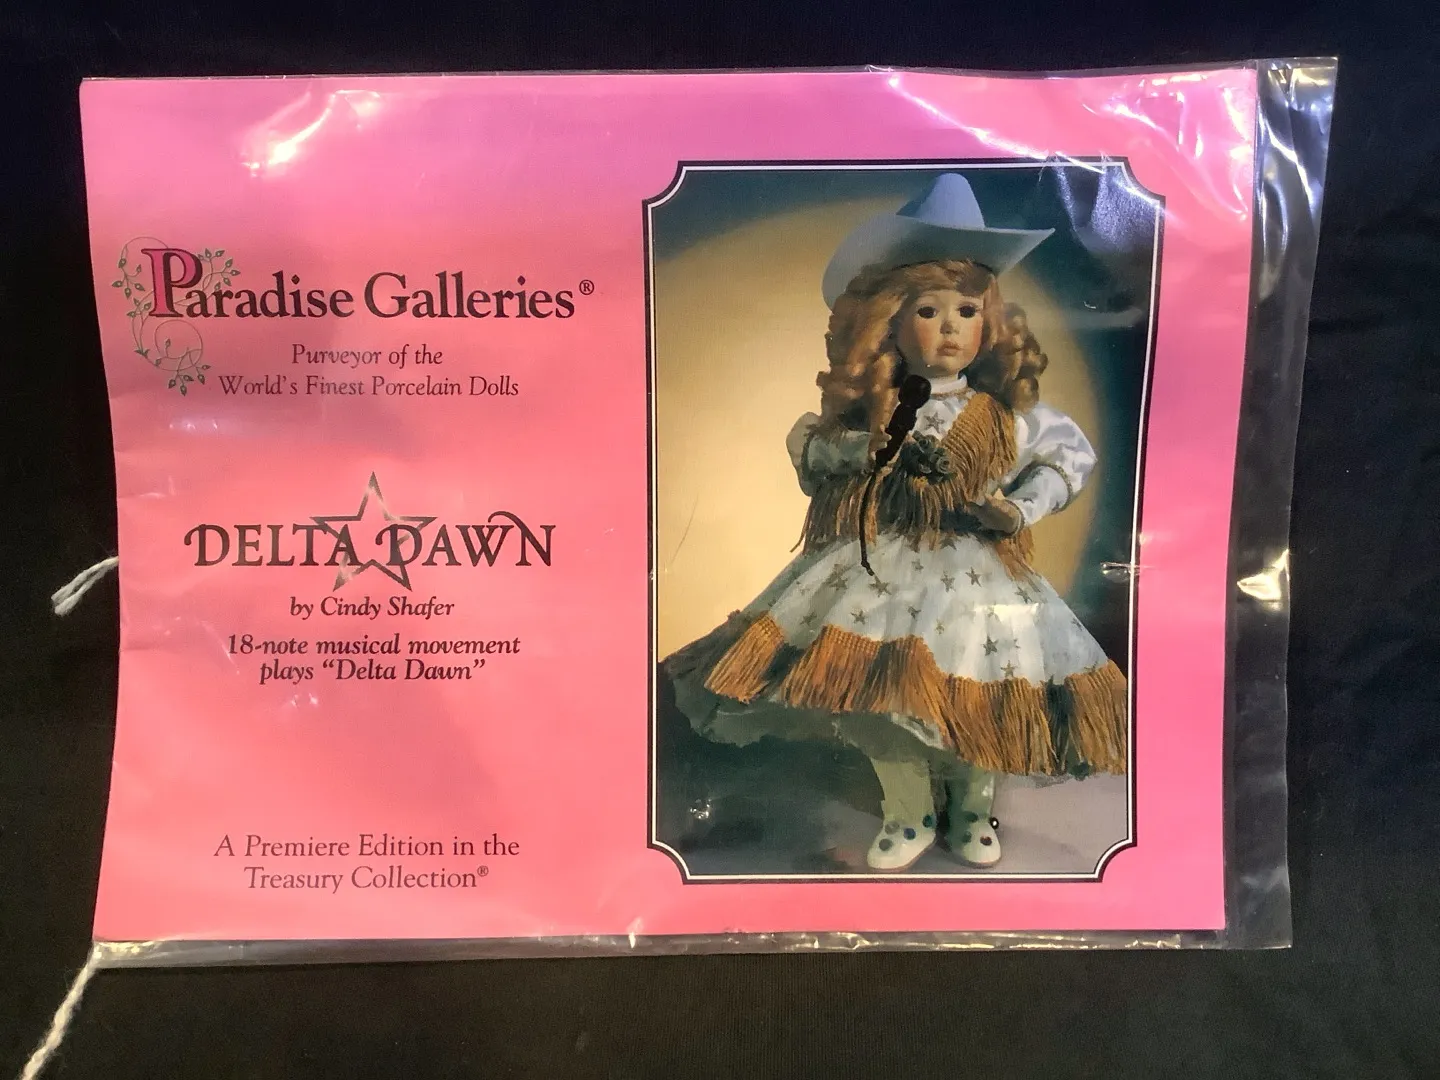 Paradise Galleries®
Purveyor of the
World's Finest Porcelain Dolls
DELTA DAWN
by Cindy Shafer
18-note musical movement
plays "Delta Dawn"
A Premiere Edition in the
Treasury Collection®